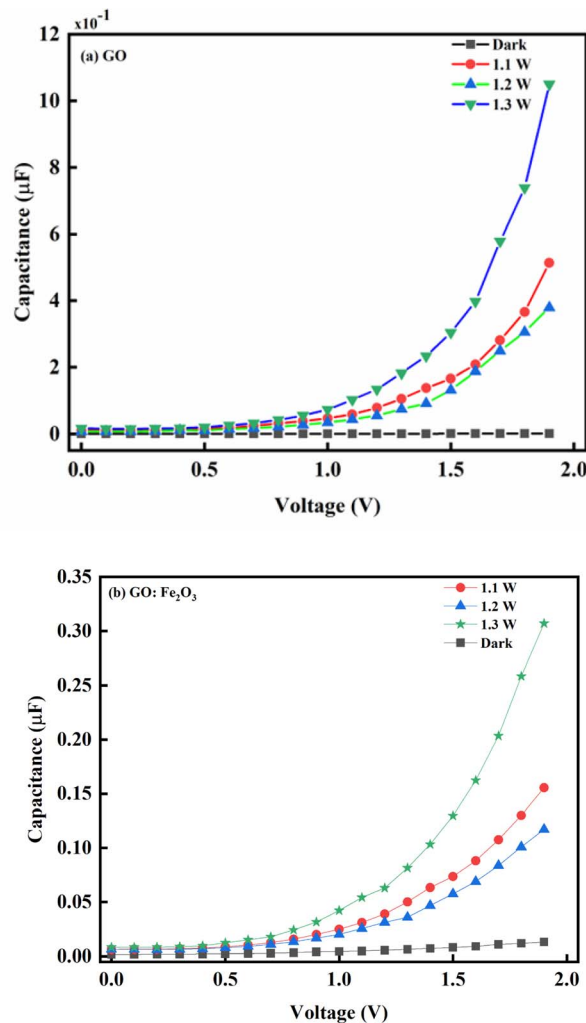 x10⁻¹
12
(a) GO
Dark
1.1 W
1.2 W
1.3 W
10
8
6
4
2
0
Capacitance (µF)
0.0 0.5 1.0 1.5 2.0
Voltage (V)
0.35
(b) GO: Fe₂O₃
1.1 W
1.2 W
1.3 W
Dark
0.30
0.25
0.20
0.15
0.10
0.05
0.00
Capacitance (µF)
0.0 0.5 1.0 1.5 2.0
Voltage (V)